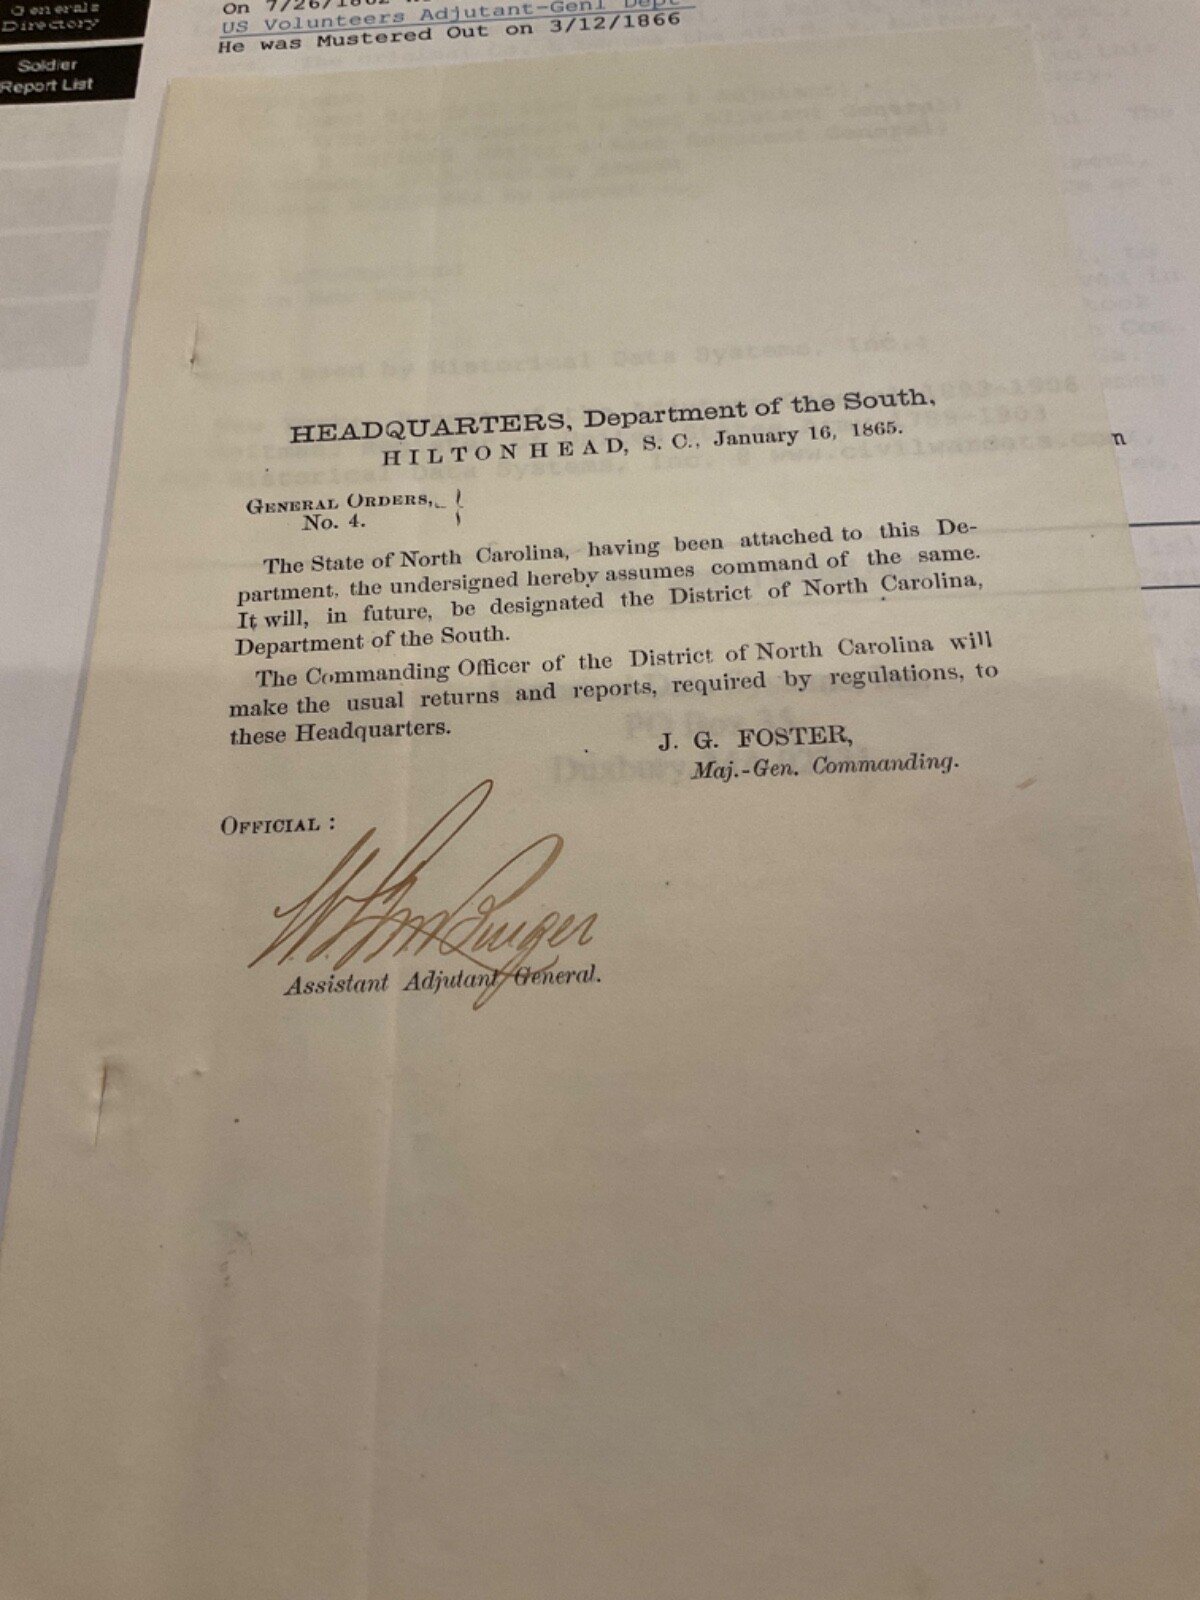 Generals
Directory
Soldier
Report List
On 7/26/1862
US Volunteers Adjutant-Genl Dept
He was Mustered Out on 3/12/1866
HEADQUARTERS, Department of the South,
HILTON HEAD, S. C., January 16, 1865.
GENERAL ORDERS,
No. 4.
The State of North Carolina, having been attached to this De-
partment, the undersigned hereby assumes command of the same.
It will, in future, be designated the District of North Carolina,
Department of the South.
The Commanding Officer of the District of North Carolina will
make the usual returns and reports, required by regulations, to
these Headquarters.
J. G. FOSTER,
Maj.-Gen. Commanding.
OFFICIAL :
W. L. M. Burger
Assistant Adjutant General.